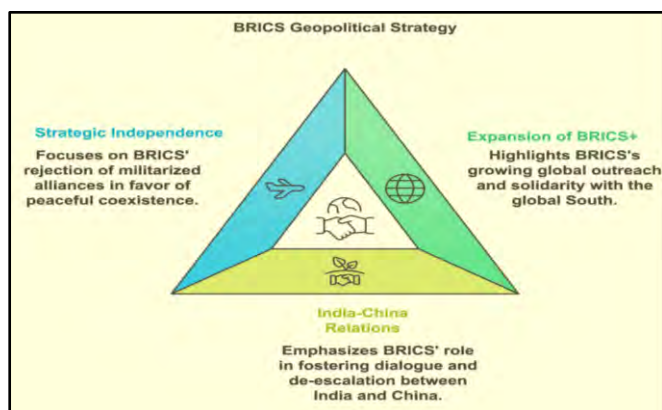 BRICS Geopolitical Strategy
Strategic Independence
Focuses on BRICS'
rejection of militarized
alliances in favor of
peaceful coexistence.
Expansion of BRICS+
Highlights BRICS's
growing global outreach
and solidarity with the
global South.
India-China
Relations
Emphasizes BRICS' role
in fostering dialogue and
de-escalation between
India and China.